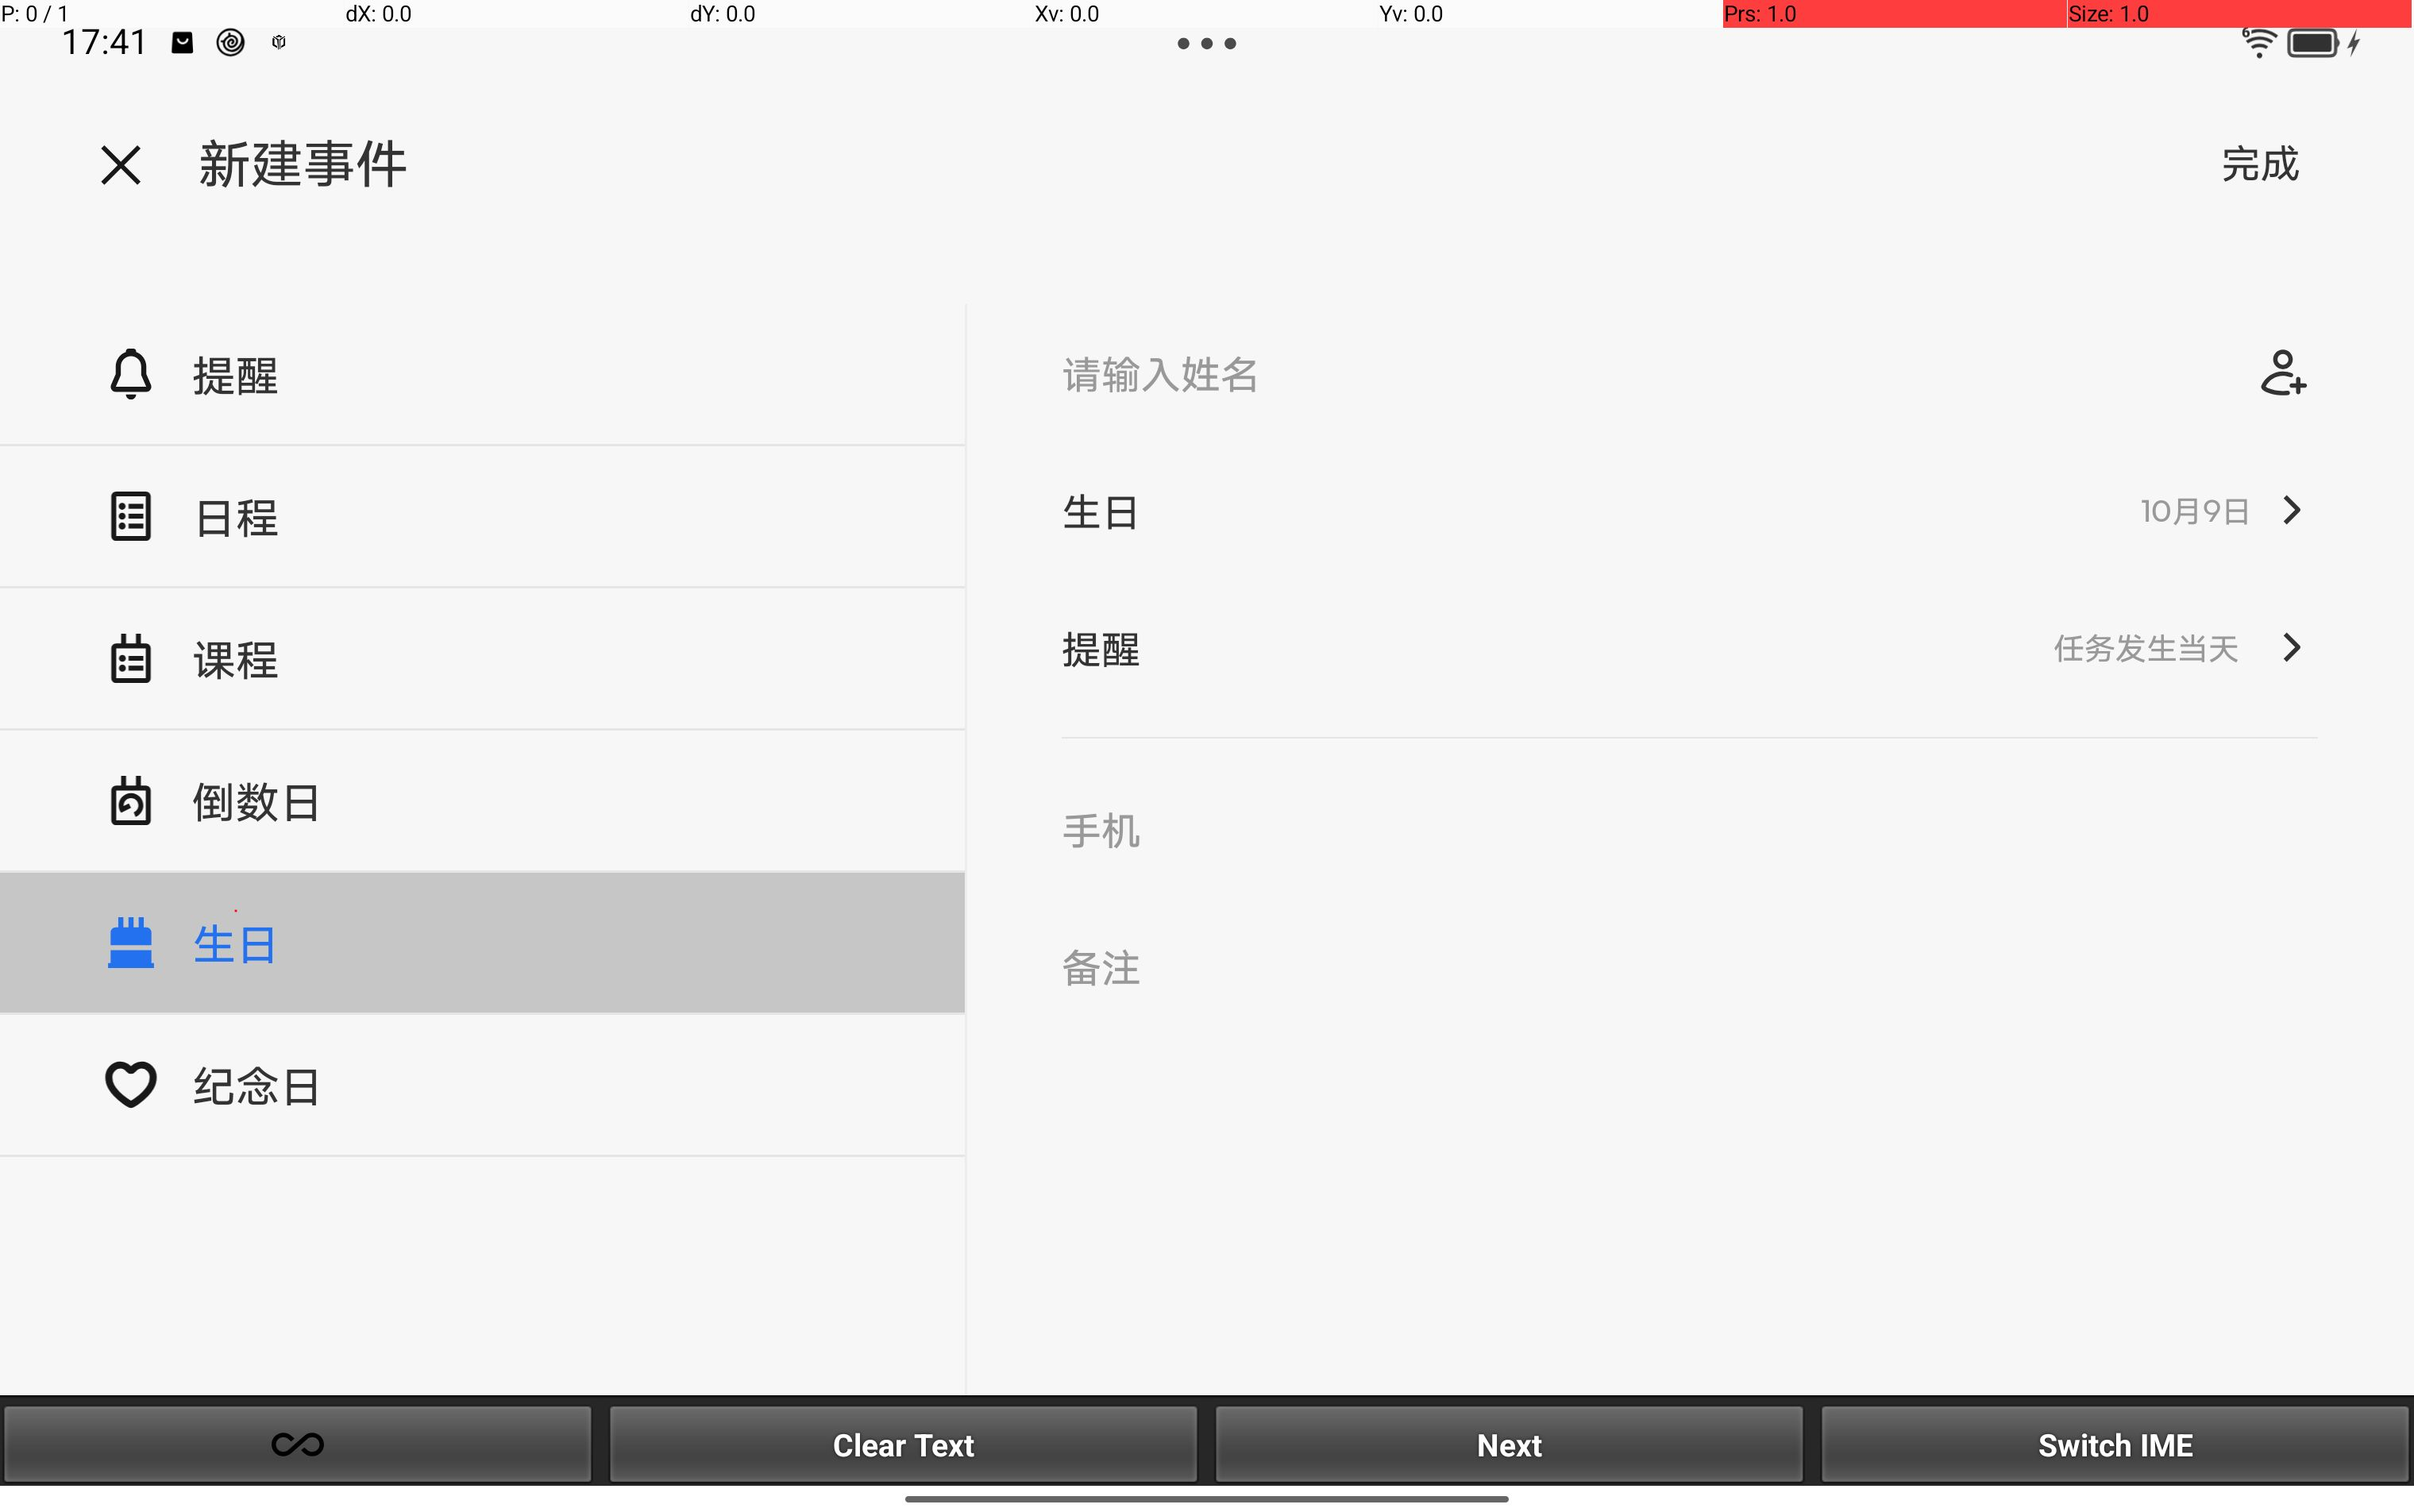 P: 0 / 1 dX: 0.0 dY: 0.0 Xv: 0.0 Yv: 0.0 Prs: 1.0 Size: 1.0
17:41 6
新建事件 完成
提醒
日程
课程
倒数日
生日
纪念日
请输入姓名
生日 10月9日
提醒 任务发生当天
手机
备注
Clear Text Next Switch IME